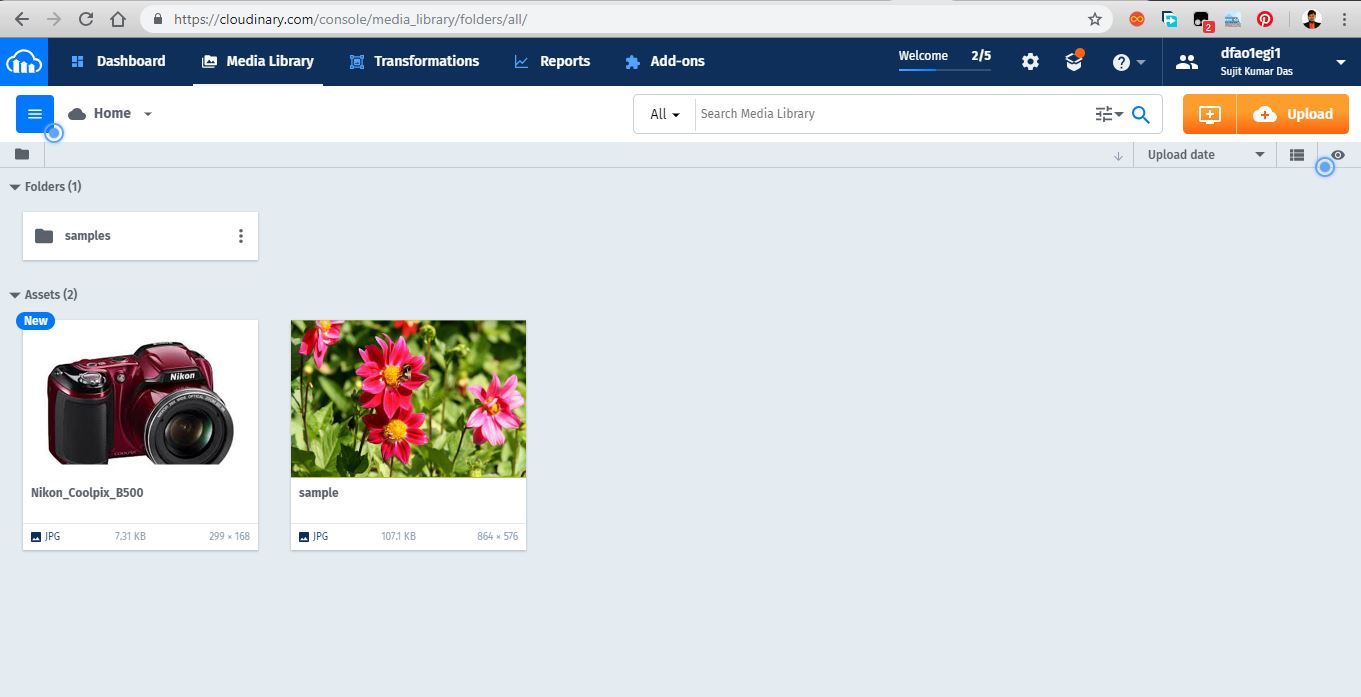 https://cloudinary.com/console/media_library/folders/all/
2
Dashboard
Media Library
Transformations
Reports
Add-ons
Welcome 2/5
dfao1egi1
Sujit Kumar Das
Home
All
Search Media Library
Upload
Upload date
Folders (1)
samples
Assets (2)
New
Nikon
Nikon_Coolpix_B500
JPG 7.31 KB 299 × 168
sample
JPG 107.1 KB 864 × 576